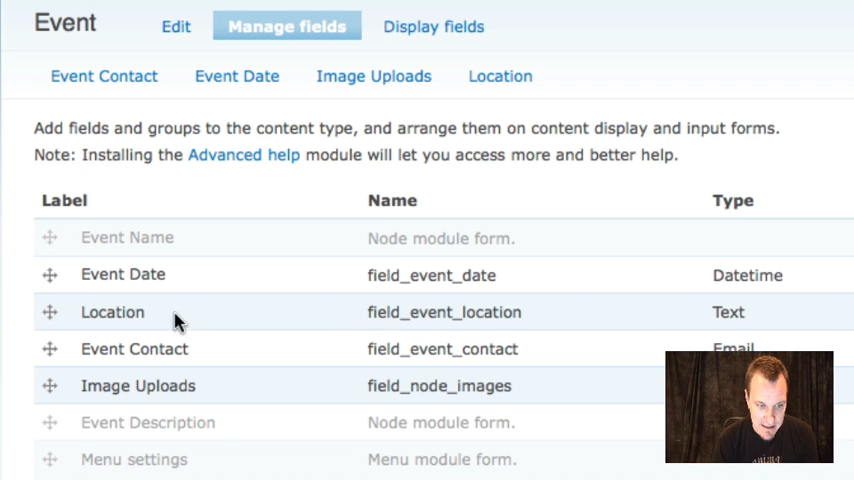 Event Edit Manage fields Display fields
Event Contact Event Date Image Uploads Location
Add fields and groups to the content type, and arrange them on content display and input forms.
Note: Installing the Advanced help module will let you access more and better help.
Label Name Type
Event Name Node module form.
Event Date field_event_date Datetime
Location field_event_location Text
Event Contact field_event_contact Email
Image Uploads field_node_images
Event Description Node module form.
Menu settings Menu module form.